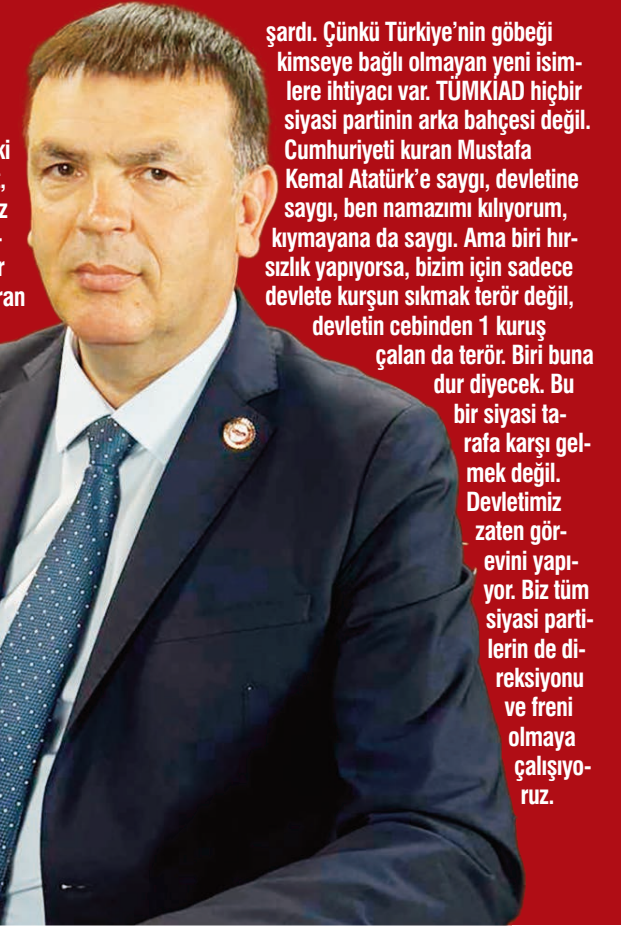 ki
,
z
-
r
ran
şardı. Çünkü Türkiye’nin göbeği
kimseye bağlı olmayan yeni isim-
lere ihtiyacı var. TÜMKİAD hiçbir
siyasi partinin arka bahçesi değil.
Cumhuriyeti kuran Mustafa
Kemal Atatürk’e saygı, devletine
saygı, ben namazımı kılıyorum,
kıymayana da saygı. Ama biri hır-
sızlık yapıyorsa, bizim için sadece
devlete kurşun sıkmak terör değil,
devletin cebinden 1 kuruş
çalan da terör. Biri buna
dur diyecek. Bu
bir siyasi ta-
rafa karşı gel-
mek değil.
Devletimiz
zaten gör-
evini yapı-
yor. Biz tüm
siyasi parti-
lerin de di-
reksiyonu
ve freni
olmaya
çalışıyo-
ruz.